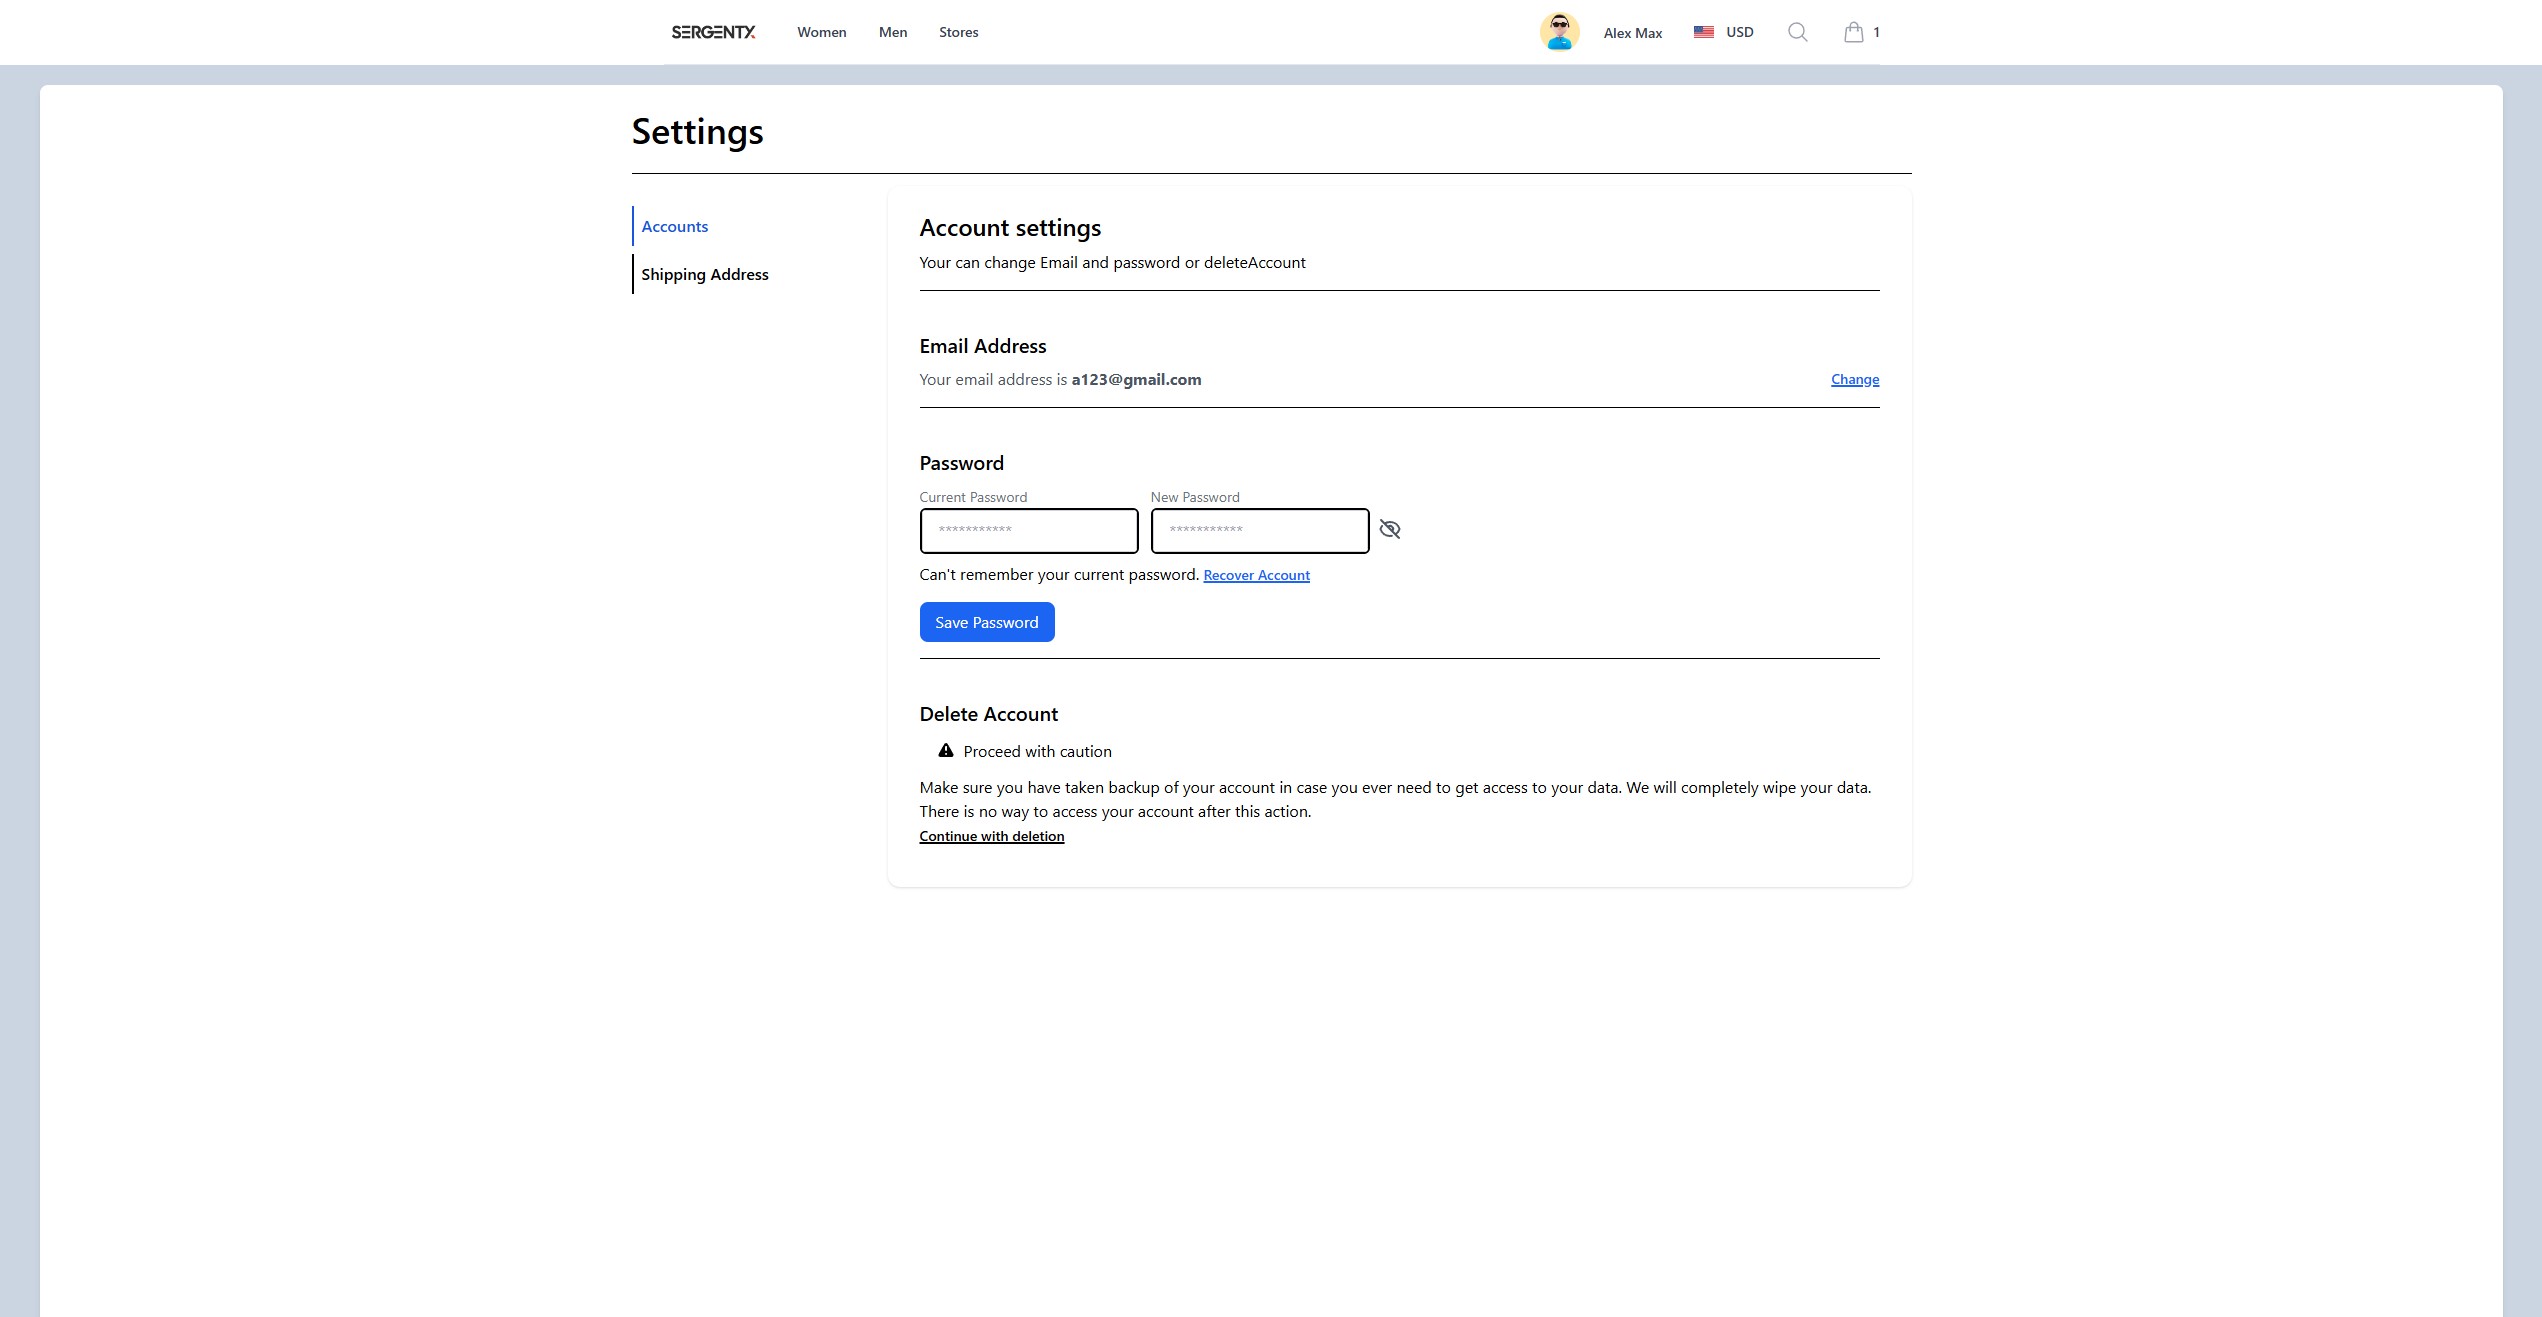 SERGENTX
Women
Men
Stores
Alex Max
USD
1
Settings
Accounts
Shipping Address
Account settings
Your can change Email and password or deleteAccount
Email Address
Your email address is a123@gmail.com
Change
Password
Current Password
New Password
***********
***********
Can't remember your current password. Recover Account
Save Password
Delete Account
Proceed with caution
Make sure you have taken backup of your account in case you ever need to get access to your data. We will completely wipe your data.
There is no way to access your account after this action.
Continue with deletion